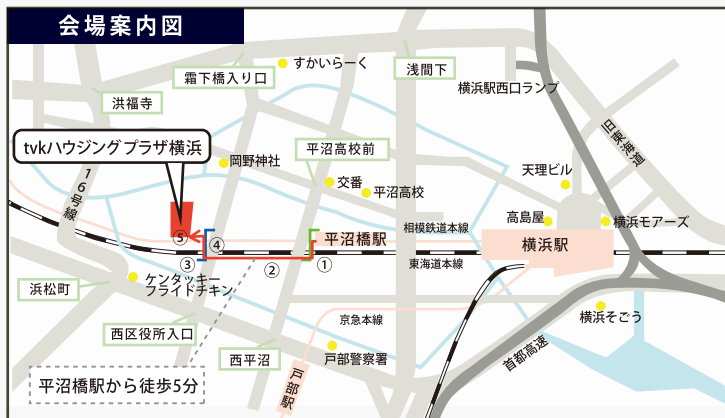 会場案内図
すかいらーく
霜下橋入り口
浅間下
横浜駅西口ランプ
洪福寺
旧東海道
tvkハウジングプラザ横浜
平沼高校前
岡野神社
16号線
交番
平沼高校
天理ビル
高島屋
横浜モアーズ
相模鉄道本線
⑤
④
平沼橋駅
横浜駅
③
②
①
東海道本線
ケンタッキー
フライドチキン
浜松町
京急本線
横浜そごう
西区役所入口
首都高速
西平沼
戸部警察署
戸部駅
平沼橋駅から徒歩5分